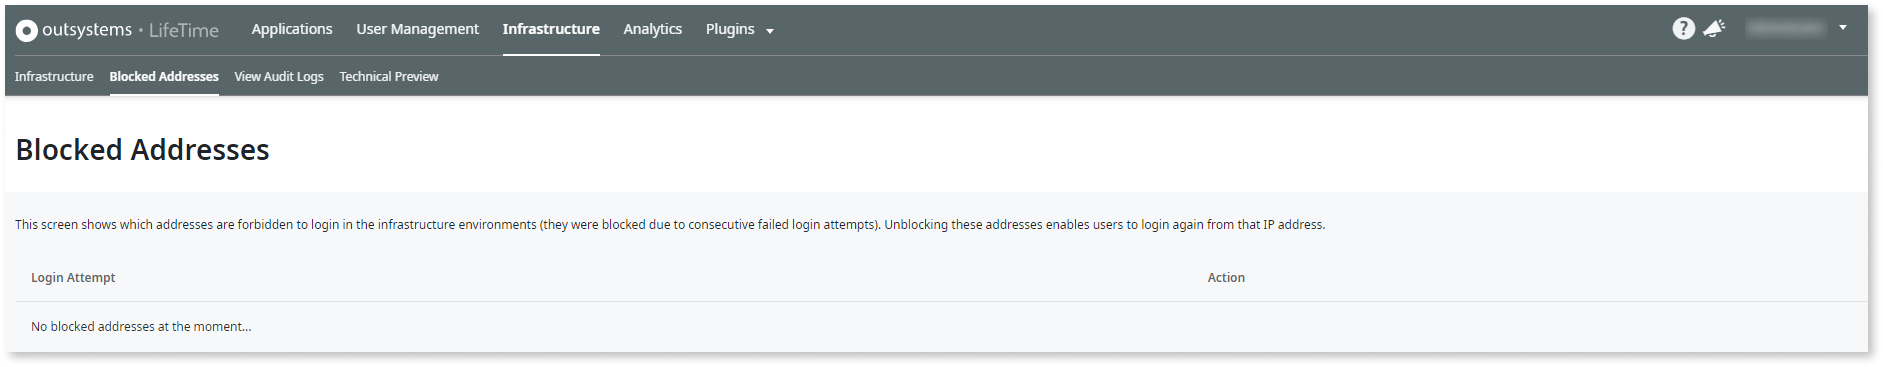 outsystems • LifeTime Applications User Management Infrastructure Analytics Plugins ?
Infrastructure Blocked Addresses View Audit Logs Technical Preview
Blocked Addresses
This screen shows which addresses are forbidden to login in the infrastructure environments (they were blocked due to consecutive failed login attempts). Unblocking these addresses enables users to login again from that IP address.
Login Attempt Action
No blocked addresses at the moment...